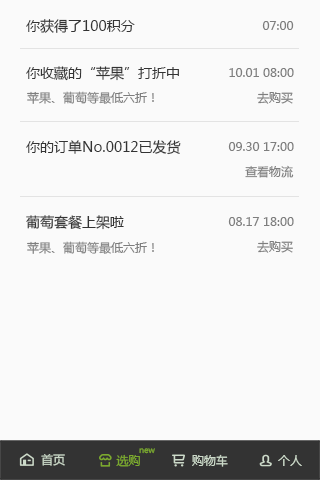 你获得了100积分 07:00
你收藏的“苹果”打折中 10.01 08:00
苹果、葡萄等最低六折！ 去购买
你的订单No.0012已发货 09.30 17:00
查看物流
葡萄套餐上架啦 08.17 18:00
苹果、葡萄等最低六折！ 去购买
首页 选购 new 购物车 个人